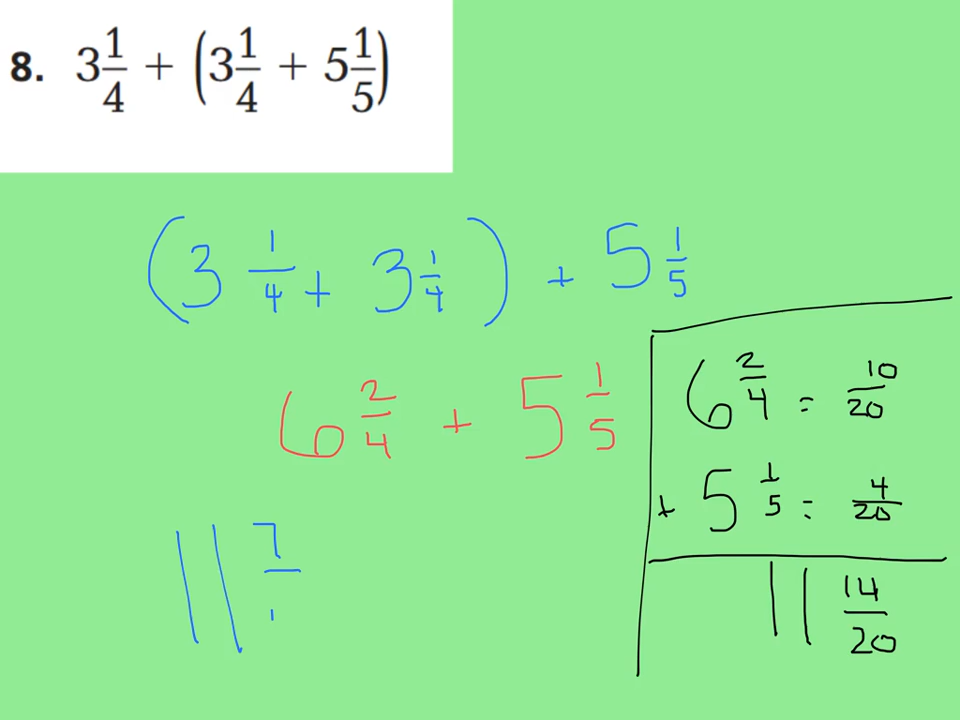 8. 3 1/4 + (3 1/4 + 5 1/5)
(3 1/4 + 3 1/4) + 5 1/5
6 2/4 + 5 1/5
6 2/4 = 10/20
+ 5 1/5 = 4/20
11 14/20
11 7/